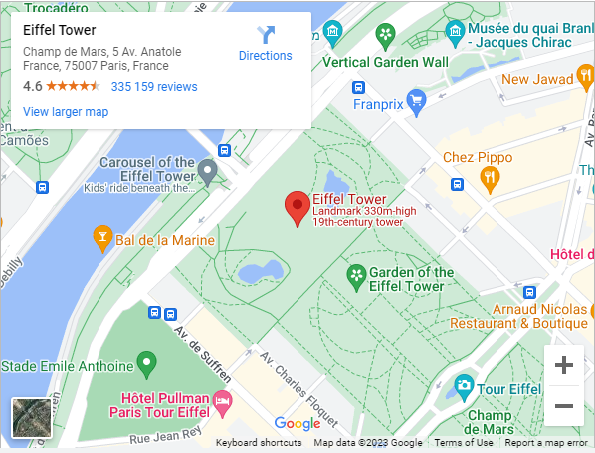 Trocadéro
Eiffel Tower
Champ de Mars, 5 Av. Anatole
France, 75007 Paris, France
4.6
335 159 reviews
View larger map
Directions
Musée du quai Branl
- Jacques Chirac
Vertical Garden Wall
New Jawad
Franprix
Camões
Chez Pippo
Carousel of the
Eiffel Tower
Kids' ride beneath the...
Th
Eiffel Tower
Landmark 330m-high
19th-century tower
Bal de la Marine
Hôtel d
Debilly
Garden of the
Eiffel Tower
Arnaud Nicolas
Restaurant & Boutique
Av. de Suffren
Stade Emile Anthoine
Av. Charles Floquet
Tour Eiffel
Hôtel Pullman
Paris Tour Eiffel
Champ
de Mars
Rue Jean Rey
Google
Keyboard shortcuts
Map data ©2023 Google
Terms of Use
Report a map error